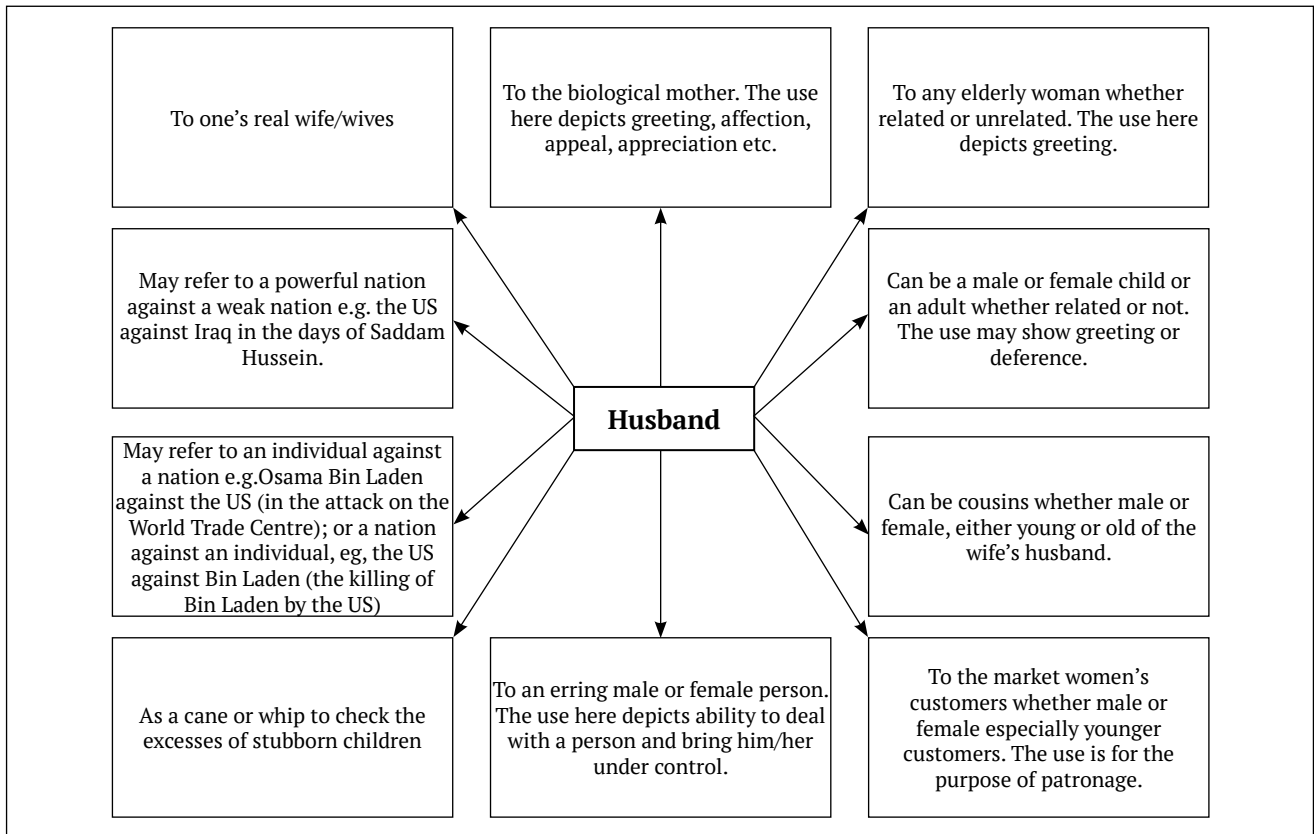 To one’s real wife/wives
To the biological mother. The use
here depicts greeting, affection,
appeal, appreciation etc.
To any elderly woman whether
related or unrelated. The use here
depicts greeting.
May refer to a powerful nation
against a weak nation e.g. the US
against Iraq in the days of Saddam
Hussein.
Can be a male or female child or
an adult whether related or not.
The use may show greeting or
deference.
Husband
May refer to an individual against
a nation e.g.Osama Bin Laden
against the US (in the attack on the
World Trade Centre); or a nation
against an individual, eg, the US
against Bin Laden (the killing of
Bin Laden by the US)
Can be cousins whether male or
female, either young or old of the
wife’s husband.
As a cane or whip to check the
excesses of stubborn children
To an erring male or female person.
The use here depicts ability to deal
with a person and bring him/her
under control.
To the market women’s
customers whether male or
female especially younger
customers. The use is for the
purpose of patronage.